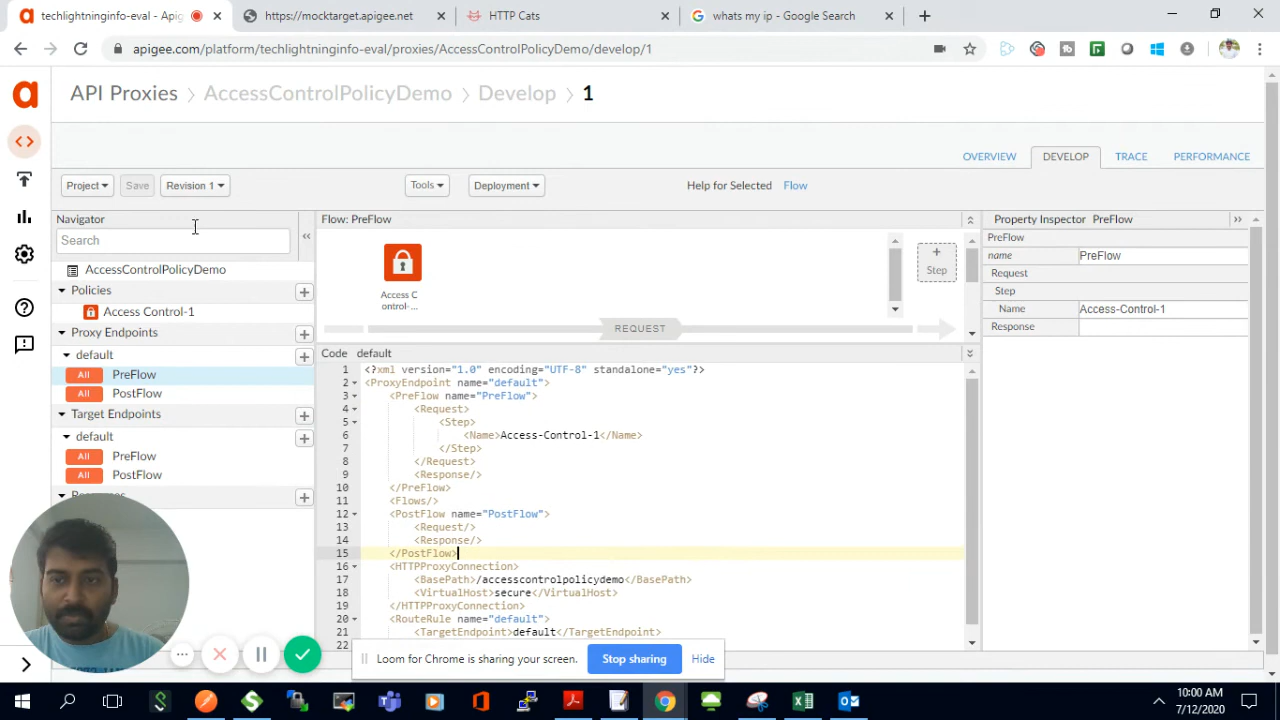 techlightninginfo-eval - Apig
https://mocktarget.apigee.net
HTTP Cats
whats my ip - Google Search
apigee.com/platform/techlightninginfo-eval/proxies/AccessControlPolicyDemo/develop/1
API Proxies > AccessControlPolicyDemo > Develop > 1
OVERVIEW
DEVELOP
TRACE
PERFORMANCE
Project
Save
Revision 1
Tools
Deployment
Help for Selected
Flow
Navigator
Search
AccessControlPolicyDemo
Policies
Access Control-1
Proxy Endpoints
default
All PreFlow
All PostFlow
Target Endpoints
default
All PreFlow
All PostFlow
Flow: PreFlow
Access C
ontrol-...
+
Step
REQUEST
Code default
1 <?xml version="1.0" encoding="UTF-8" standalone="yes"?>
2 <ProxyEndpoint name="default">
3 <PreFlow name="PreFlow">
4 <Request>
5 <Step>
6 <Name>Access-Control-1</Name>
7 </Step>
8 </Request>
9 <Response/>
10 </PreFlow>
11 <Flows/>
12 <PostFlow name="PostFlow">
13 <Request/>
14 <Response/>
15 </PostFlow>
16 <HTTPProxyConnection>
17 <BasePath>/accesscontrolpolicydemo</BasePath>
18 <VirtualHost>secure</VirtualHost>
19 </HTTPProxyConnection>
20 <RouteRule name="default">
21 <TargetEndpoint>default</TargetEndpoint>
22
Property Inspector PreFlow
PreFlow
name PreFlow
Request
Step
Name Access-Control-1
Response
Loom for Chrome is sharing your screen.
Stop sharing
Hide
10:00 AM
7/12/2020